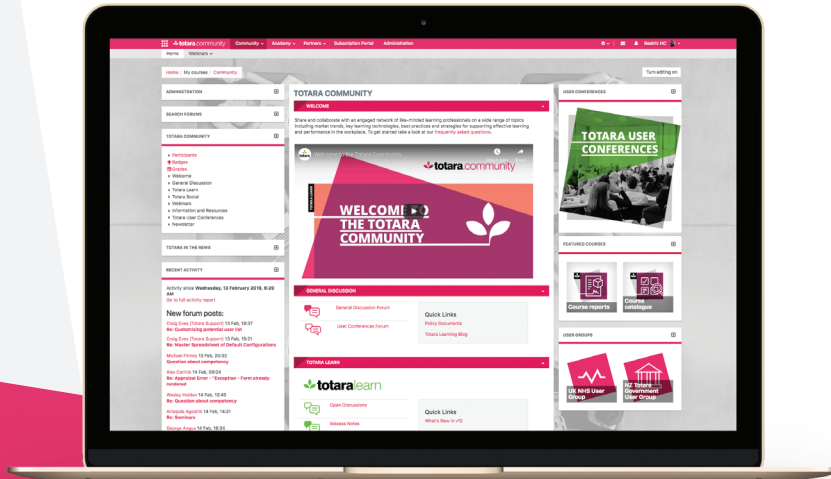 totara.community Community Academy Partners Subscription Portal Administration Beatriz HC
Home Webinars
Home / My courses / Community
Turn editing on
ADMINISTRATION
SEARCH FORUMS
TOTARA COMMUNITY
Participants
Badges
Grades
Welcome
General Discussion
Totara Learn
Totara Social
Webinars
Information and Resources
Totara User Conferences
Newsletter
TOTARA IN THE NEWS
RECENT ACTIVITY
Activity since Wednesday, 13 February 2019, 6:20
AM
Go to full activity report
New forum posts:
Craig Eves (Totara Support) 13 Feb, 19:37
Re: Customizing potential user list
Craig Eves (Totara Support) 13 Feb, 19:21
Re: Master Spreadsheet of Default Configurations
Michael Finney 13 Feb, 20:33
Question about competency
Alex Carrick 14 Feb, 09:04
Re: Appraisal Error - "Exception - Form already
rendered
Wesley Holden 14 Feb, 12:40
Re: Question about competency
Agostini 14 Feb, 14:31
Re: Seminars
George Angus 14 Feb, 18:34
TOTARA COMMUNITY
WELCOME
Share and collaborate with an engaged network of like-minded learning professionals on a wide range of topics
including market trends, key learning technologies, best practices and strategies for supporting effective learning
and performance in the workplace. To get started take a look at our frequently asked questions.
totara
Welcome to the Totara Community
totara.community
WELCOME TO
THE TOTARA
COMMUNITY
GENERAL DISCUSSION
General Discussion Forum
User Conferences Forum
Quick Links
Policy Documents
Totara Learning Blog
TOTARA LEARN
totaralearn
Open Discussions
Release Notes
Quick Links
What's New in v12
USER CONFERENCES
TOTARA USER
CONFERENCES
FEATURED COURSES
Course reports
Course
catalogue
USER GROUPS
UK NHS User
Group
NZ Totara
Government
User Group